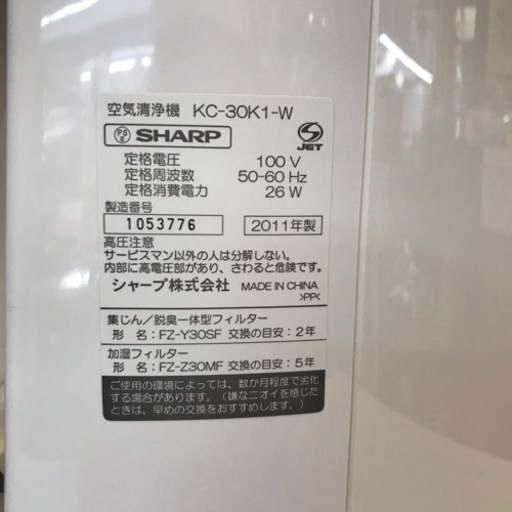 空気清浄機 KC-30K1-W
PS E SHARP JET
定格電圧 100 V
定格周波数 50-60 Hz
定格消費電力 26 W
製造番号
1053776 2011年製
高圧注意
サービスマン以外の人は分解しない。
内部に高電圧部があり、さわると危険です。
シャープ株式会社 MADE IN CHINA
>PP<
集じん/脱臭一体型フィルター
形 名:FZ-Y30SF 交換の目安:2年
加湿フィルター
形 名:FZ-Z30MF 交換の目安:5年
ご使用の環境によっては、数か月程度で劣化
する場合があります。(嫌なニオイを感じた
ときは、早めの交換をおすすめします。)